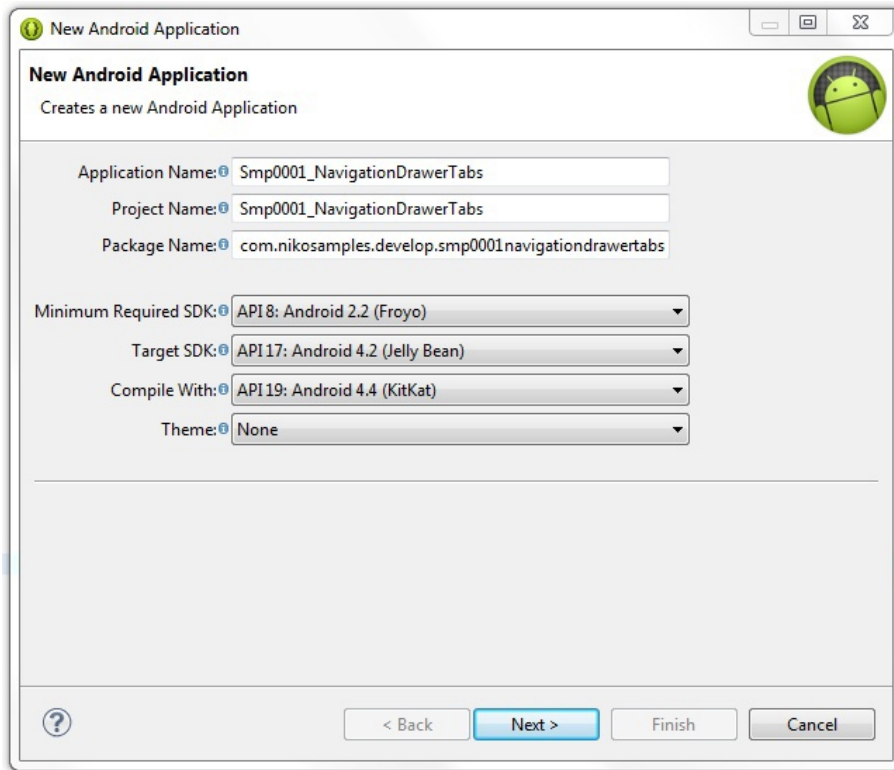 New Android Application
New Android Application
Creates a new Android Application
Application Name: Smp0001_NavigationDrawerTabs
Project Name: Smp0001_NavigationDrawerTabs
Package Name: com.nikosamples.develop.smp0001navigationdrawertabs
Minimum Required SDK: API 8: Android 2.2 (Froyo)
Target SDK: API 17: Android 4.2 (Jelly Bean)
Compile With: API 19: Android 4.4 (KitKat)
Theme: None
? < Back Next > Finish Cancel